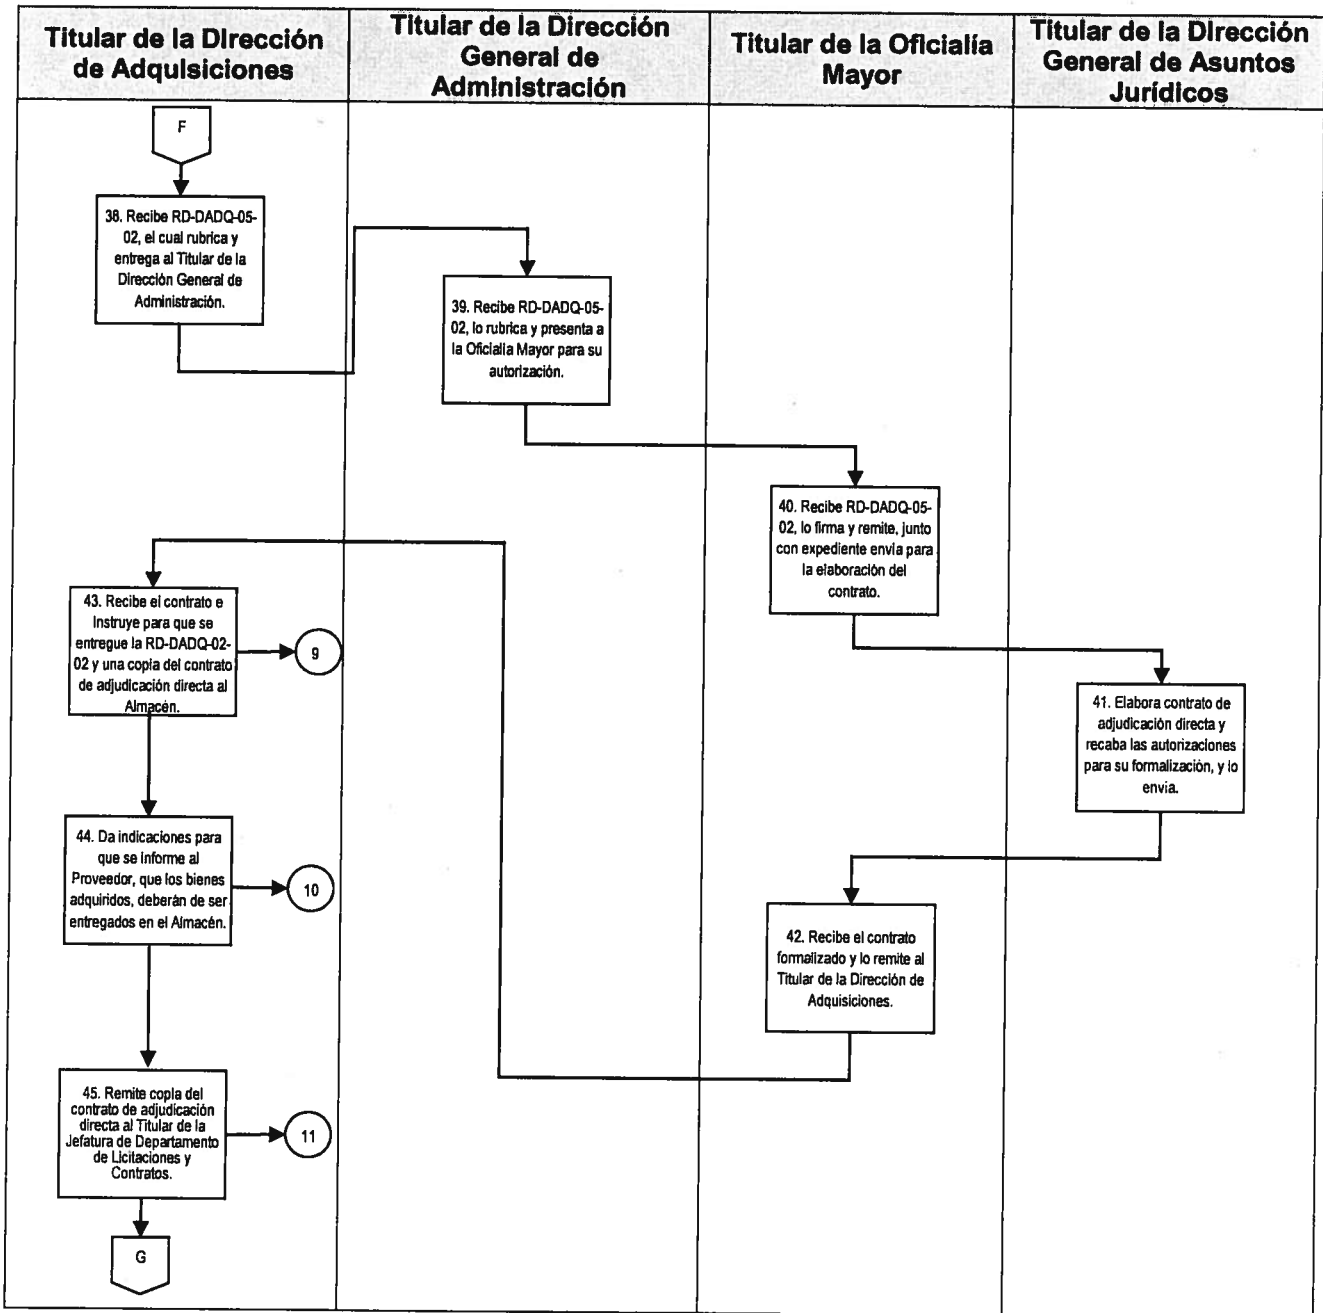 Titular de la Dirección
de Adquisiciones
Titular de la Dirección
General de
Administración
Titular de la Oficialía
Mayor
Titular de la Dirección
General de Asuntos
Jurídicos
F
38. Recibe RD-DADQ-05-
02, el cual rubrica y
entrega al Titular de la
Dirección General de
Administración.
39. Recibe RD-DADQ-05-
02, lo rubrica y presenta a
la Oficialía Mayor para su
autorización.
40. Recibe RD-DADQ-05-
02, lo firma y remite, junto
con expediente envía para
la elaboración del
contrato.
41. Elabora contrato de
adjudicación directa y
recaba las autorizaciones
para su formalización, y lo
envía.
42. Recibe el contrato
formalizado y lo remite al
Titular de la Dirección de
Adquisiciones.
43. Recibe el contrato e
Instruye para que se
entregue la RD-DADQ-02-
02 y una copia del contrato
de adjudicación directa al
Almacén.
9
44. Da indicaciones para
que se informe al
Proveedor, que los bienes
adquiridos, deberán de ser
entregados en el Almacén.
10
45. Remite copia del
contrato de adjudicación
directa al Titular de la
Jefatura de Departamento
de Licitaciones y
Contratos.
11
G